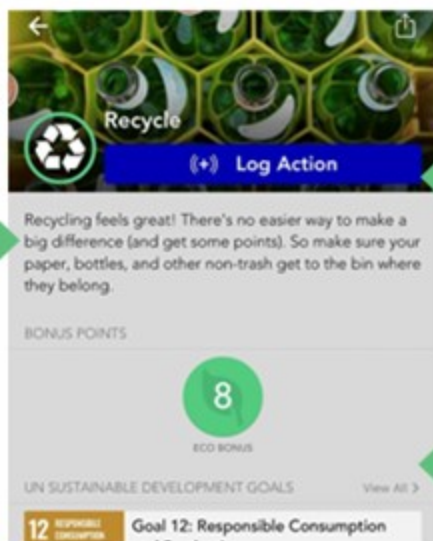 Recycle
((+)) Log Action
Recycling feels great! There's no easier way to make a
big difference (and get some points). So make sure your
paper, bottles, and other non-trash get to the bin where
they belong.
BONUS POINTS
8
ECO BONUS
UN SUSTAINABLE DEVELOPMENT GOALS View All >
12 RESPONSIBLE
CONSUMPTION
Goal 12: Responsible Consumption